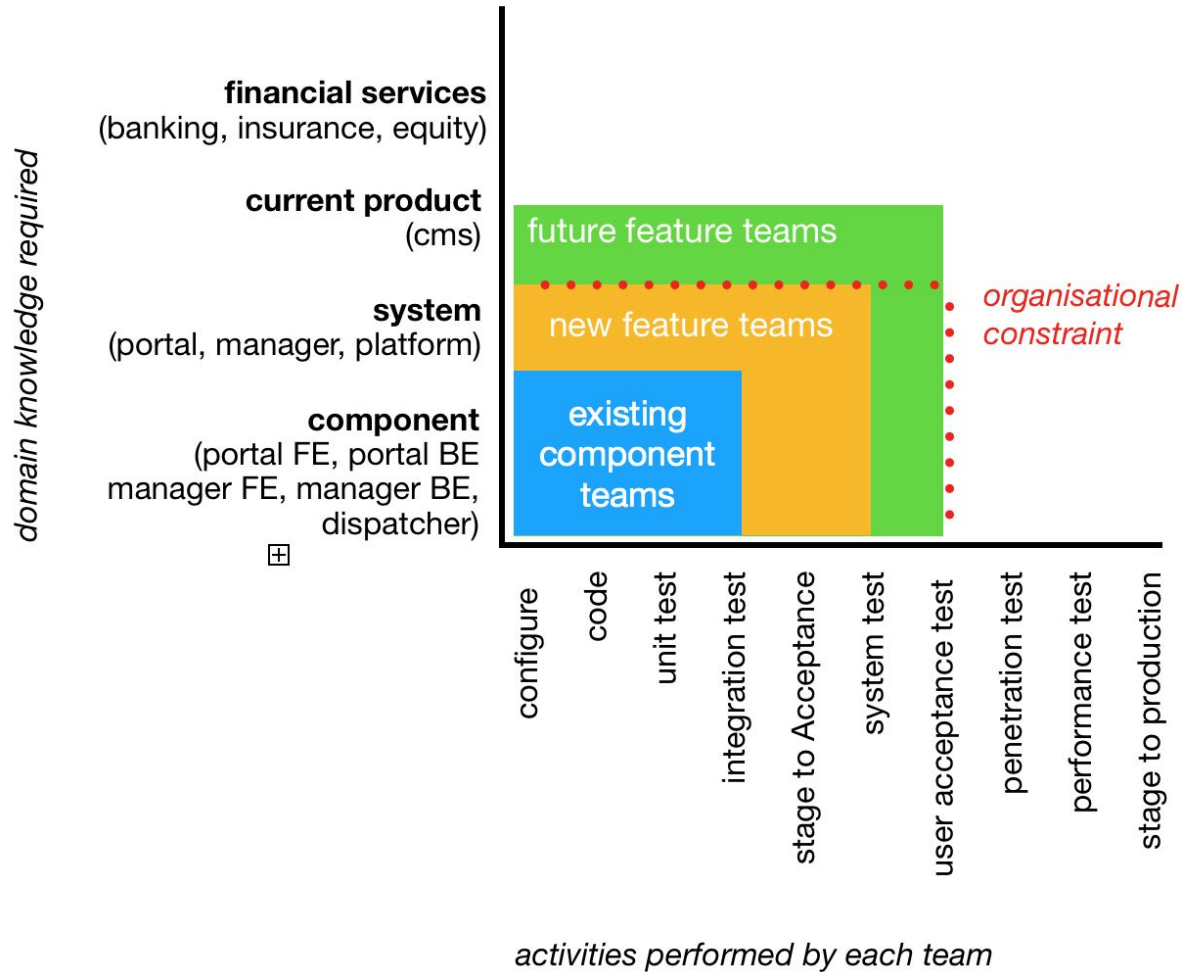 domain knowledge required
financial services
(banking, insurance, equity)
current product
(cms)
system
(portal, manager, platform)
component
(portal FE, portal BE
manager FE, manager BE,
dispatcher)
future feature teams
new feature teams
existing
component
teams
organisational
constraint
configure
code
unit test
integration test
stage to Acceptance
system test
user acceptance test
penetration test
performance test
stage to production
activities performed by each team